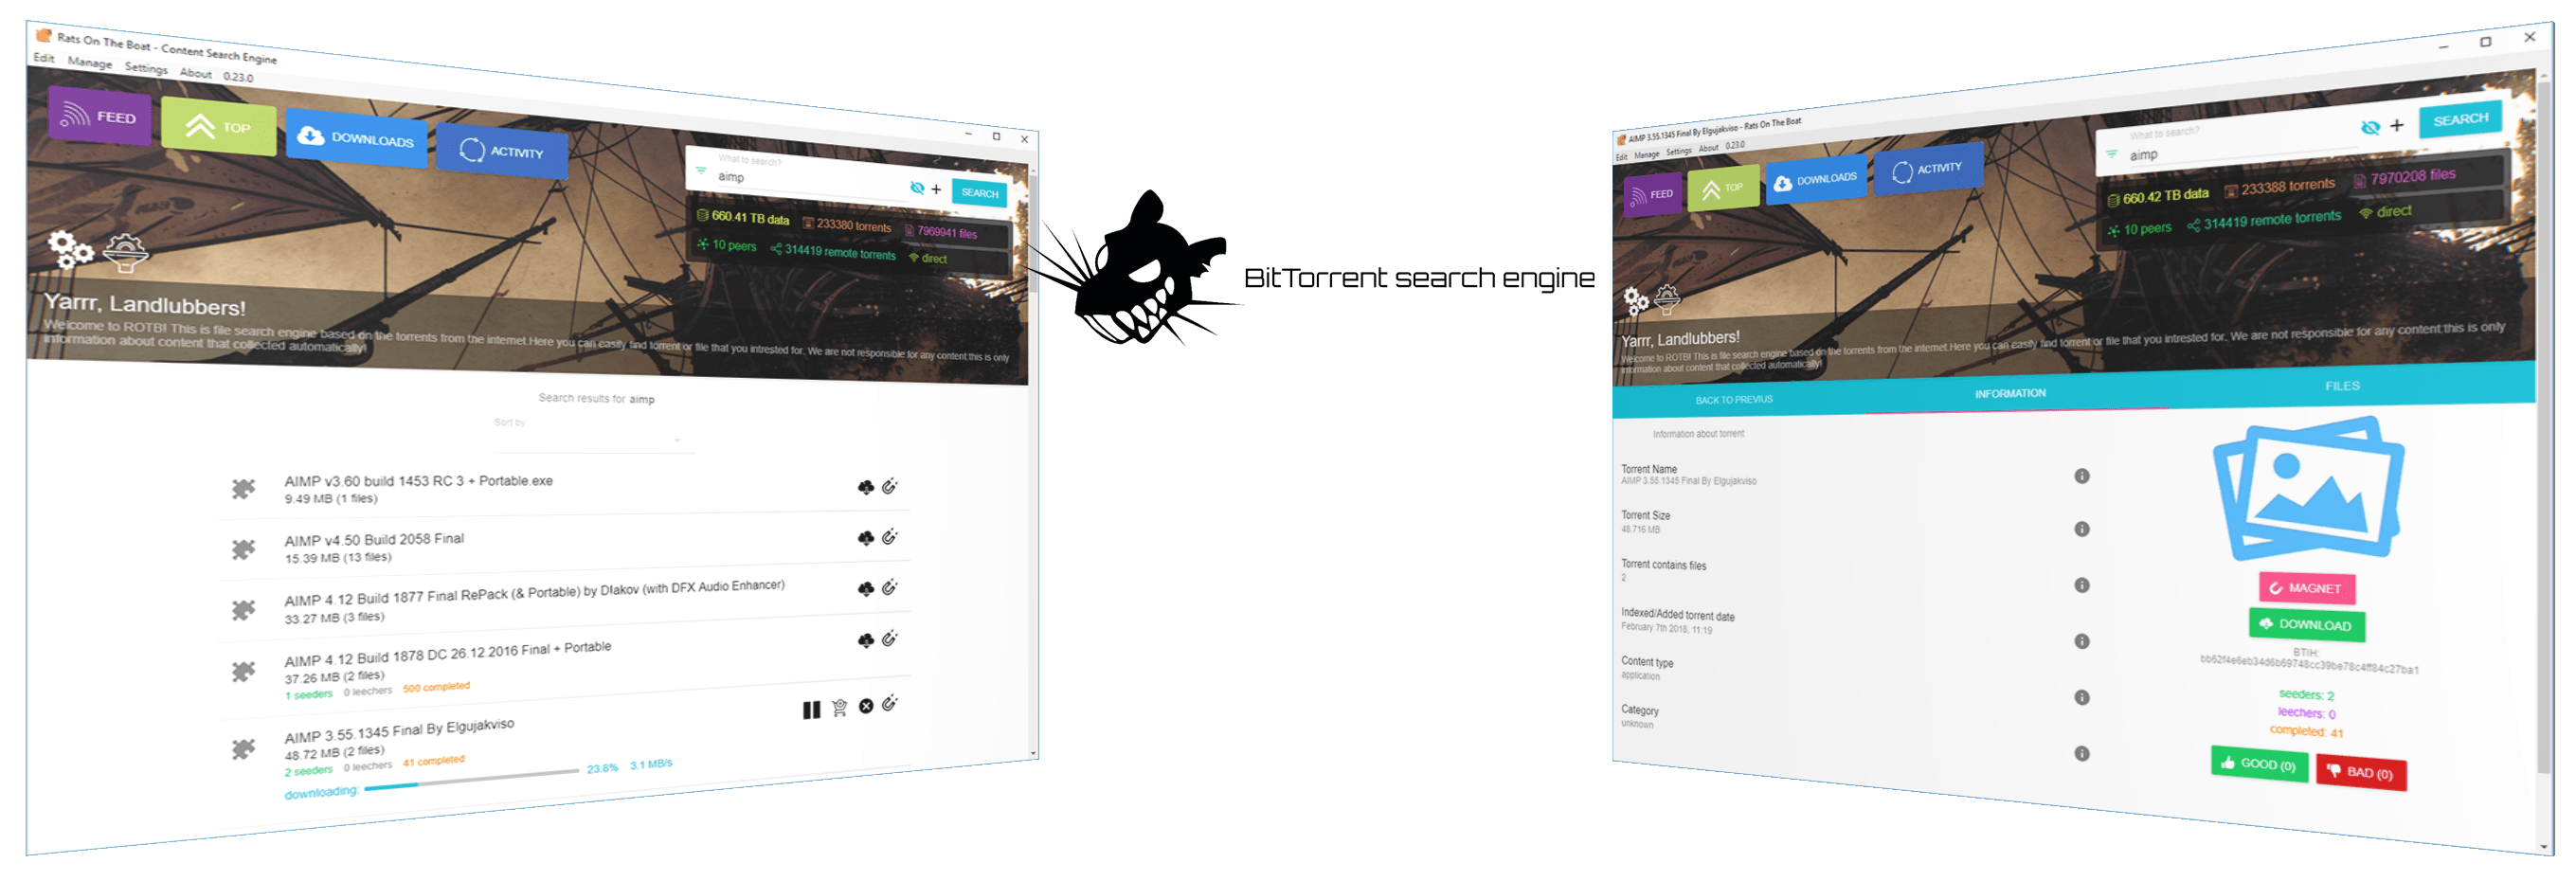 Rats On The Boat - Content Search Engine
Edit Manage Settings About 0.23.0
FEED
TOP
DOWNLOADS
ACTIVITY
What to search?
aimp
SEARCH
660.41 TB data 233380 torrents 7969941 files
10 peers 314419 remote torrents direct
Yarrr, Landlubbers!
Welcome to ROTB! This is file search engine based on the torrents from the internet.Here you can easily find torrent or file that you intrested for. We are not responsible for any content:this is only
information about content that collected automatically!
Search results for aimp
Sort by
AIMP v3.60 build 1453 RC 3 + Portable.exe
9.49 MB (1 files)
AIMP v4.50 Build 2058 Final
15.39 MB (13 files)
AIMP 4.12 Build 1877 Final RePack (& Portable) by Dlakov (with DFX Audio Enhancer)
33.27 MB (3 files)
AIMP 4.12 Build 1878 DC 26.12.2016 Final + Portable
37.26 MB (2 files)
1 seeders 0 leechers 500 completed
AIMP 3.55.1345 Final By Elgujakviso
48.72 MB (2 files)
2 seeders 0 leechers 41 completed
downloading: 23.8% 3.1 MB/s
BitTorrent search engine
AIMP 3.55.1345 Final By Elgujakviso - Rats On The Boat
Edit Manage Settings About 0.23.0
FEED
TOP
DOWNLOADS
ACTIVITY
What to search?
aimp
SEARCH
660.42 TB data 233388 torrents 7970208 files
10 peers 314419 remote torrents direct
Yarrr, Landlubbers!
Welcome to ROTB! This is file search engine based on the torrents from the internet.Here you can easily find torrent or file that you intrested for. We are not responsible for any content:this is only
information about content that collected automatically!
BACK TO PREVIUS
INFORMATION
FILES
Information about torrent
Torrent Name
AIMP 3.55.1345 Final By Elgujakviso
Torrent Size
48.716 MB
Torrent contains files
2
Indexed/Added torrent date
February 7th 2018, 11:19
Content type
application
Category
unknown
MAGNET
DOWNLOAD
BTIH:
bb62f4e6eb34d6b69748cc39be78c4ff84c27ba1
seeders: 2
leechers: 0
completed: 41
GOOD (0)
BAD (0)